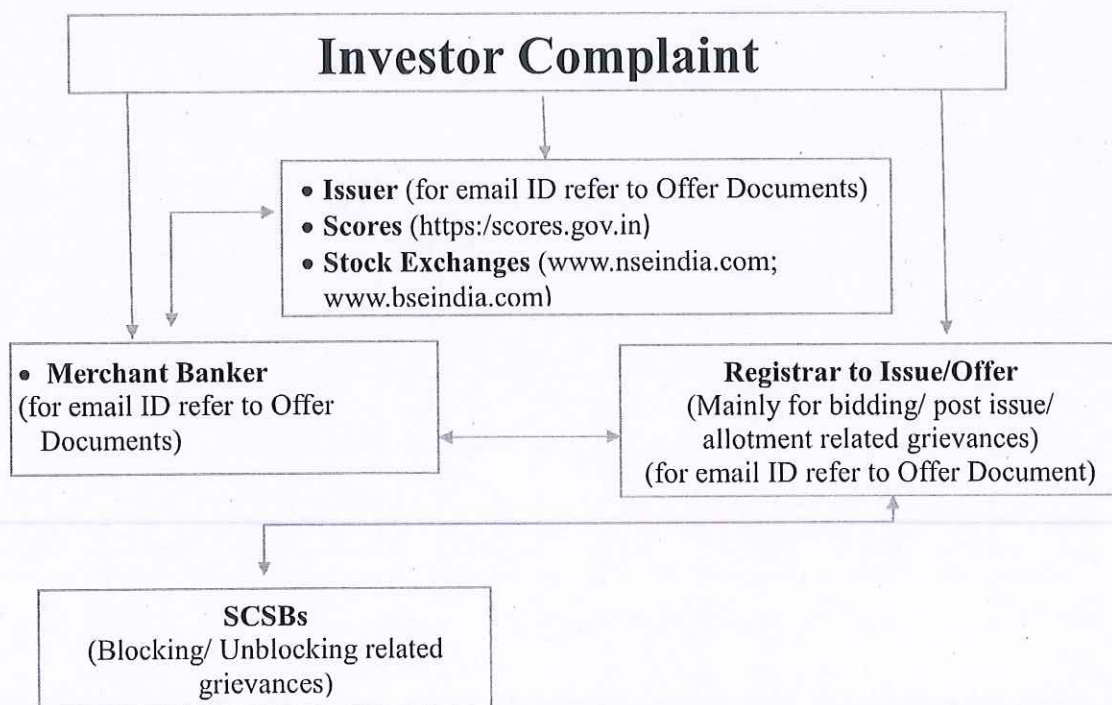 Investor Complaint
• Issuer (for email ID refer to Offer Documents)
• Scores (https:/scores.gov.in)
• Stock Exchanges (www.nseindia.com;
www.bseindia.com)
• Merchant Banker
(for email ID refer to Offer
Documents)
Registrar to Issue/Offer
(Mainly for bidding/ post issue/
allotment related grievances)
(for email ID refer to Offer Document)
SCSBs
(Blocking/ Unblocking related
grievances)